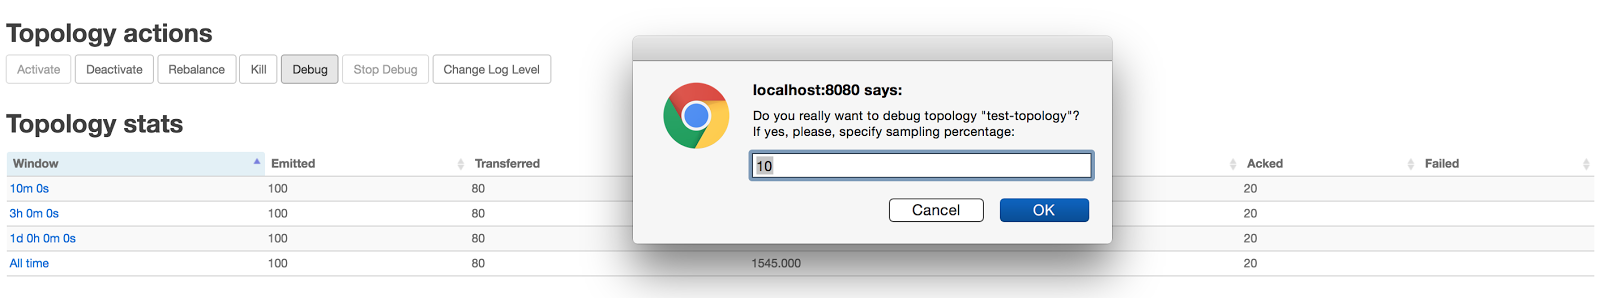 Topology actions
Activate Deactivate Rebalance Kill Debug Stop Debug Change Log Level
Topology stats
Window Emitted Transferred Acked Failed
10m 0s 100 80 20
3h 0m 0s 100 80 20
1d 0h 0m 0s 100 80 20
All time 100 80 1545.000 20
localhost:8080 says:
Do you really want to debug topology "test-topology"?
If yes, please, specify sampling percentage:
10
Cancel OK